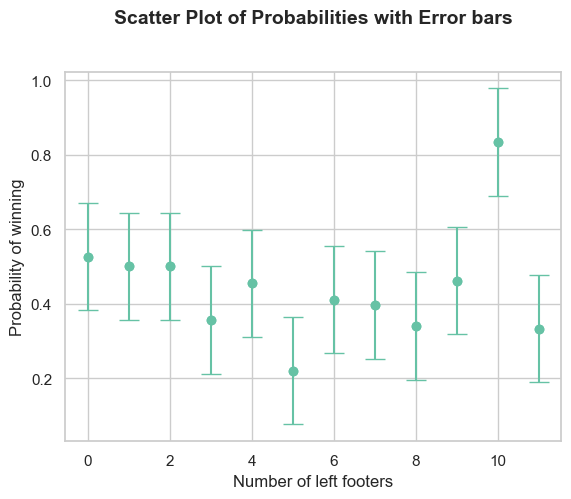 Scatter Plot of Probabilities with Error bars
1.0
0.8
0.6
0.4
0.2
Probability of winning
0 2 4 6 8 10
Number of left footers